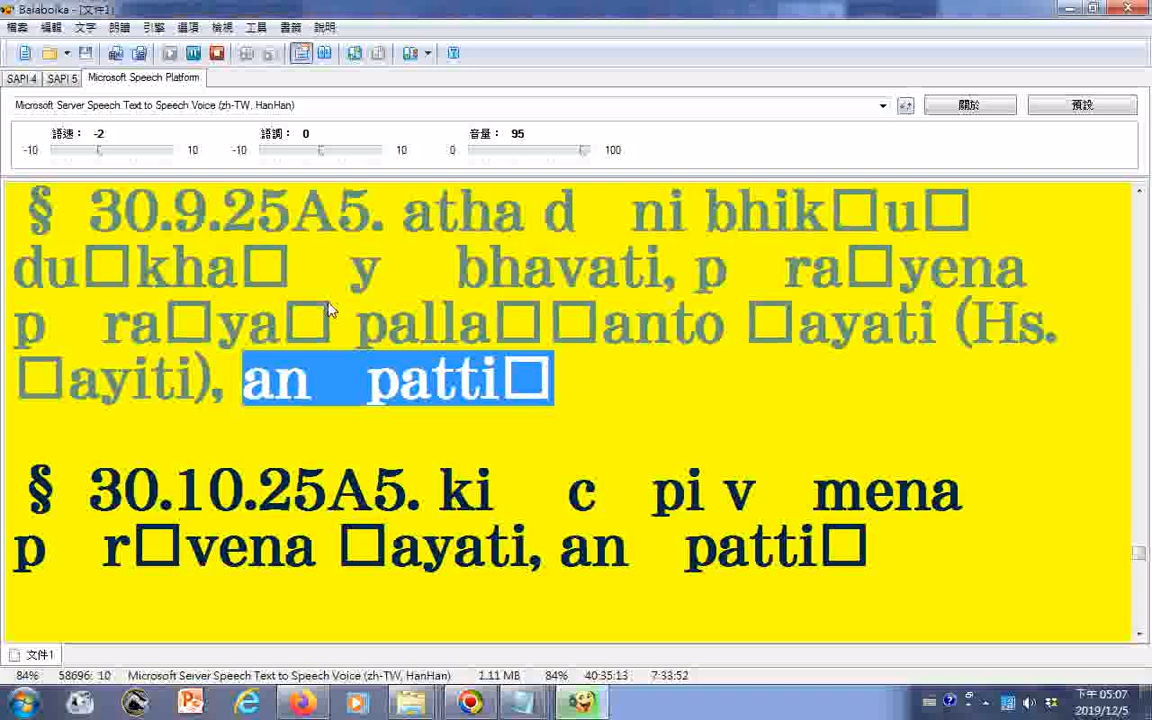 Balabolka - [文件1]
檔案 編輯 文字 朗讀 引擎 選項 檢視 工具 書籤 說明
SAPI 4 SAPI 5 Microsoft Speech Platform
Microsoft Server Speech Text to Speech Voice (zh-TW, HanHan) 關於 預設
語速： -2 語調： 0 音量： 95
-10 10 -10 10 0 100
§ 30.9.25A5. atha d ni bhik□u□
du□kha□ y bhavati, p ra□yena
p ra□ya□ palla□□anto □ayati (Hs.
□ayiti), an patti□
§ 30.10.25A5. ki c pi v mena
p r□vena □ayati, an patti□
文件1
84% 58696: 10 Microsoft Server Speech Text to Speech Voice (zh-TW, HanHan) 1.11 MB 84% 40:35:13 7:33:52
下午 05:07
2019/12/5